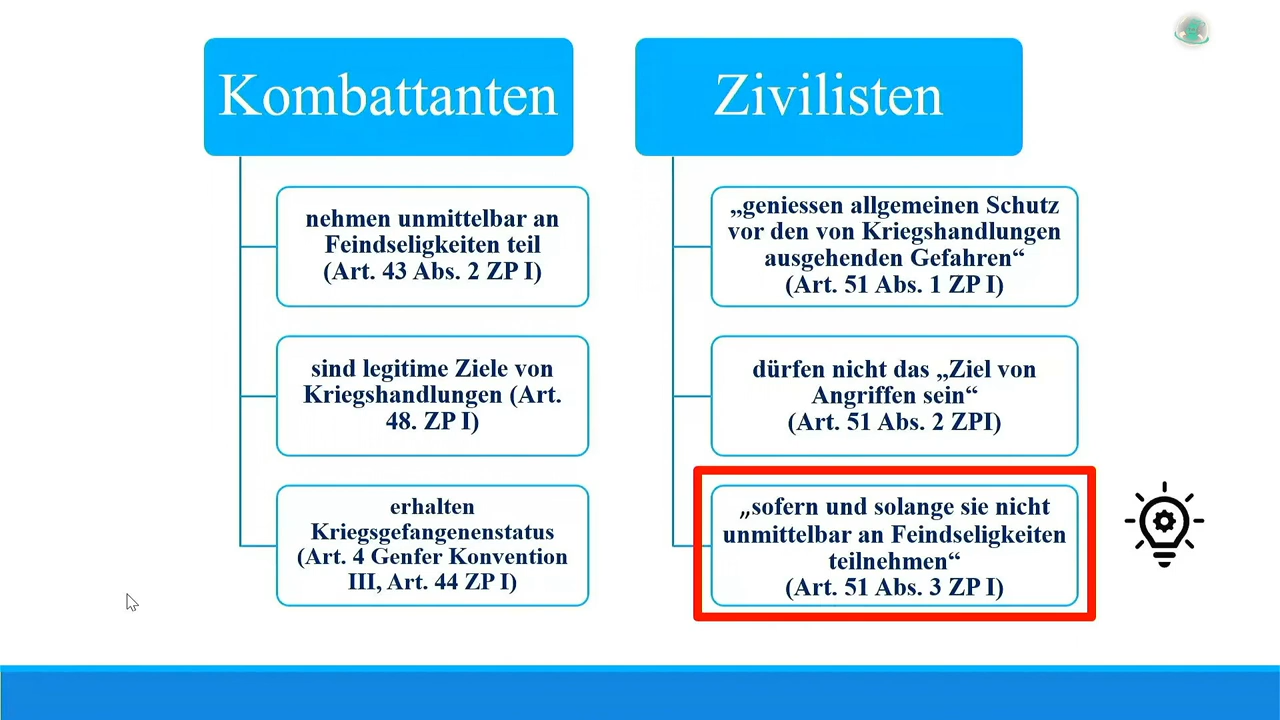 Kombattanten
nehmen unmittelbar an
Feindseligkeiten teil
(Art. 43 Abs. 2 ZP I)
sind legitime Ziele von
Kriegshandlungen (Art.
48. ZP I)
erhalten
Kriegsgefangenenstatus
(Art. 4 Genfer Konvention
III, Art. 44 ZP I)
Zivilisten
„geniessen allgemeinen Schutz
vor den von Kriegshandlungen
ausgehenden Gefahren“
(Art. 51 Abs. 1 ZP I)
dürfen nicht das „Ziel von
Angriffen sein“
(Art. 51 Abs. 2 ZPI)
„sofern und solange sie nicht
unmittelbar an Feindseligkeiten
teilnehmen“
(Art. 51 Abs. 3 ZP I)